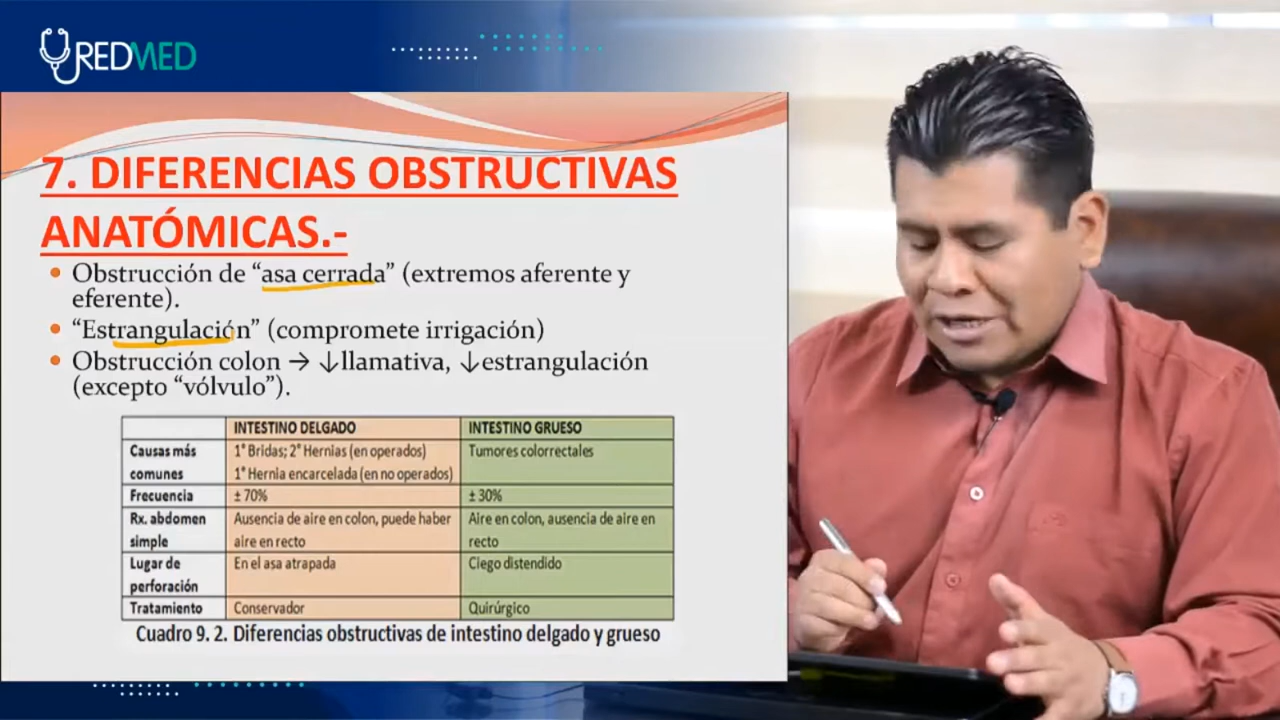 REDMED
7. DIFERENCIAS OBSTRUCTIVAS
ANATÓMICAS.-
• Obstrucción de “asa cerrada” (extremos aferente y
eferente).
• “Estrangulación” (compromete irrigación)
• Obstrucción colon → ↓llamativa, ↓estrangulación
(excepto “vólvulo”).
INTESTINO DELGADO INTESTINO GRUESO
Causas más comunes 1° Bridas; 2° Hernias (en operados) Tumores colorrectales
1° Hernia encarcelada (en no operados)
Frecuencia ± 70% ± 30%
Rx. abdomen simple Ausencia de aire en colon, puede haber aire en recto Aire en colon, ausencia de aire en recto
Lugar de perforación En el asa atrapada Ciego distendido
Tratamiento Conservador Quirúrgico
Cuadro 9. 2. Diferencias obstructivas de intestino delgado y grueso